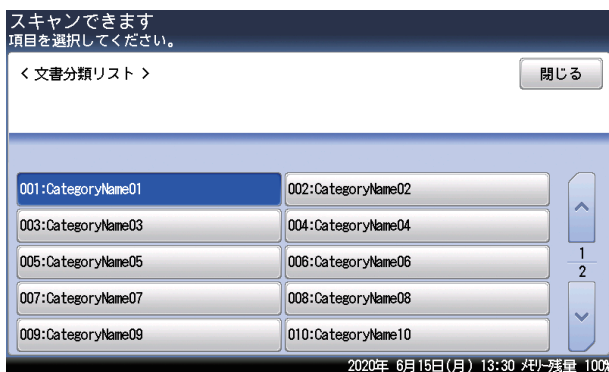 スキャンできます
項目を選択してください。
< 文書分類リスト >
閉じる
001:CategoryName01
002:CategoryName02
003:CategoryName03
004:CategoryName04
005:CategoryName05
006:CategoryName06
1
2
007:CategoryName07
008:CategoryName08
009:CategoryName09
010:CategoryName10
2020年 6月15日(月) 13:30 メモリー残量 100%